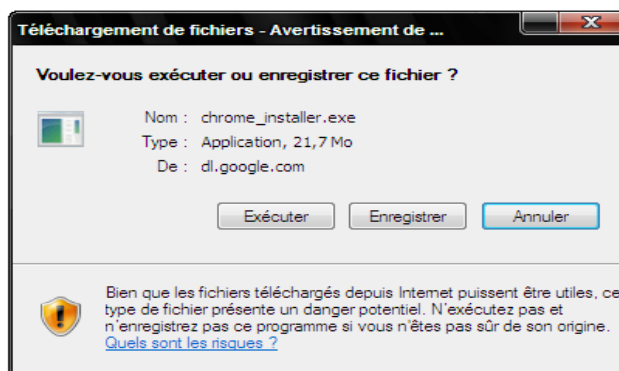 Téléchargement de fichiers - Avertissement de ...
Voulez-vous exécuter ou enregistrer ce fichier ?
Nom : chrome_installer.exe
Type : Application, 21,7 Mo
De : dl.google.com
Exécuter Enregistrer Annuler
Bien que les fichiers téléchargés depuis Internet puissent être utiles, ce
type de fichier présente un danger potentiel. N'exécutez pas et
n'enregistrez pas ce programme si vous n'êtes pas sûr de son origine.
Quels sont les risques ?